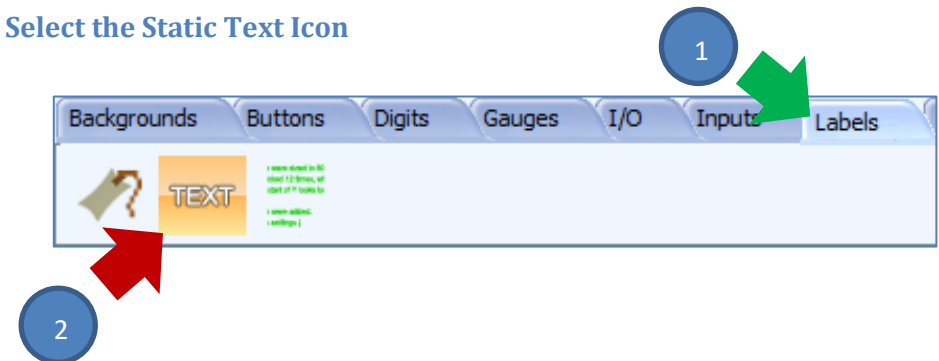 Select the Static Text Icon
1
Backgrounds Buttons Digits Gauges I/O Inputs Labels
TEXT
2